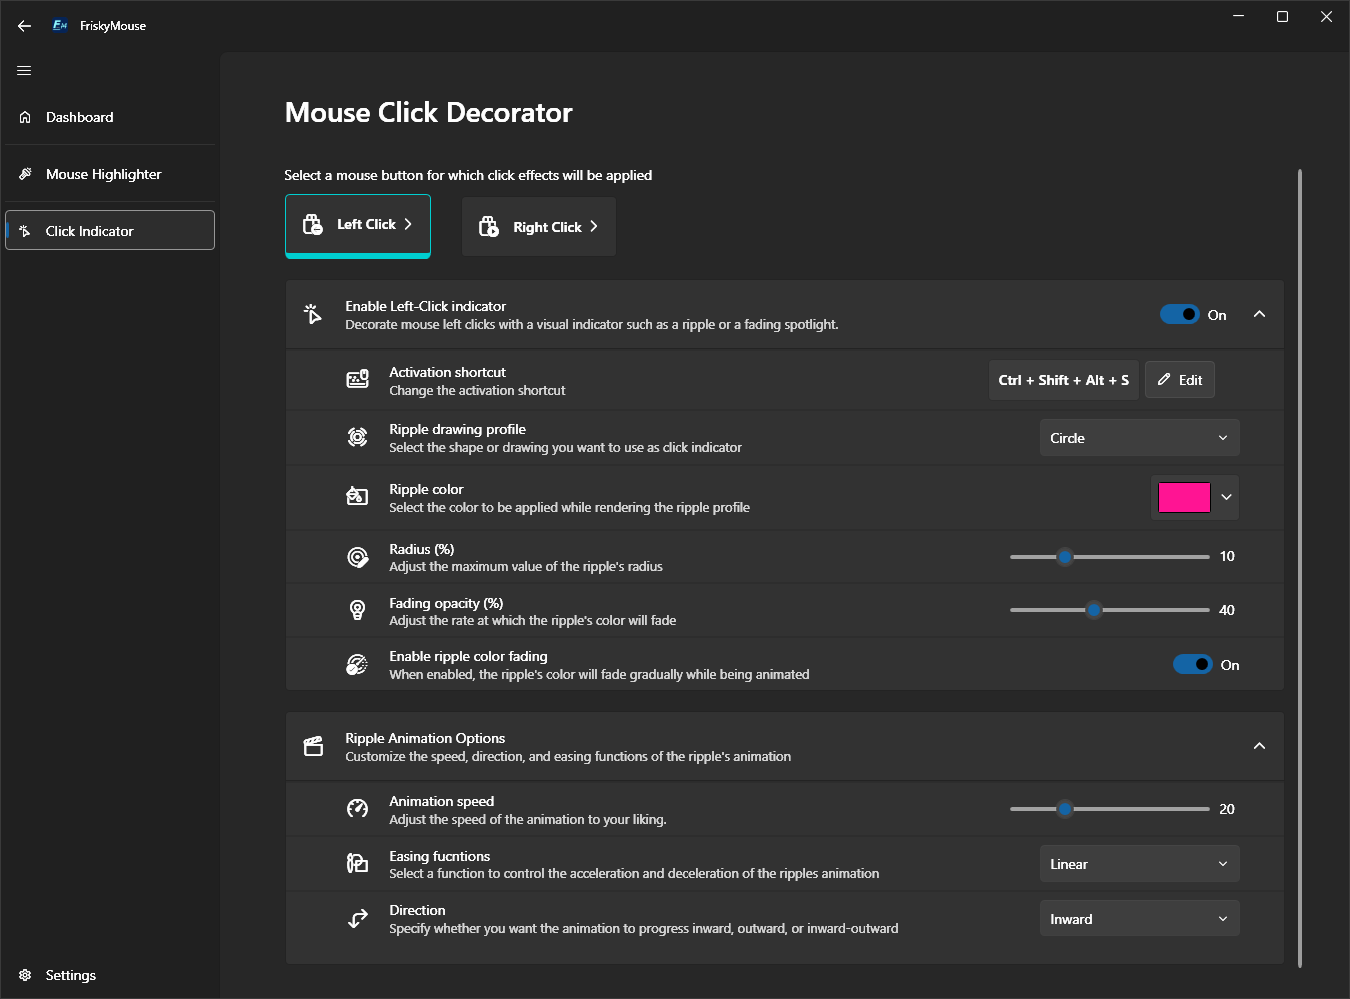 FM FriskyMouse
Dashboard
Mouse Highlighter
Click Indicator
Settings
Mouse Click Decorator
Select a mouse button for which click effects will be applied
Left Click
Right Click
Enable Left-Click indicator
Decorate mouse left clicks with a visual indicator such as a ripple or a fading spotlight.
On
Activation shortcut
Change the activation shortcut
Ctrl + Shift + Alt + S
Edit
Ripple drawing profile
Select the shape or drawing you want to use as click indicator
Circle
Ripple color
Select the color to be applied while rendering the ripple profile
Radius (%)
Adjust the maximum value of the ripple's radius
10
Fading opacity (%)
Adjust the rate at which the ripple's color will fade
40
Enable ripple color fading
When enabled, the ripple's color will fade gradually while being animated
On
Ripple Animation Options
Customize the speed, direction, and easing functions of the ripple's animation
Animation speed
Adjust the speed of the animation to your liking.
20
Easing fucntions
Select a function to control the acceleration and deceleration of the ripples animation
Linear
Direction
Specify whether you want the animation to progress inward, outward, or inward-outward
Inward